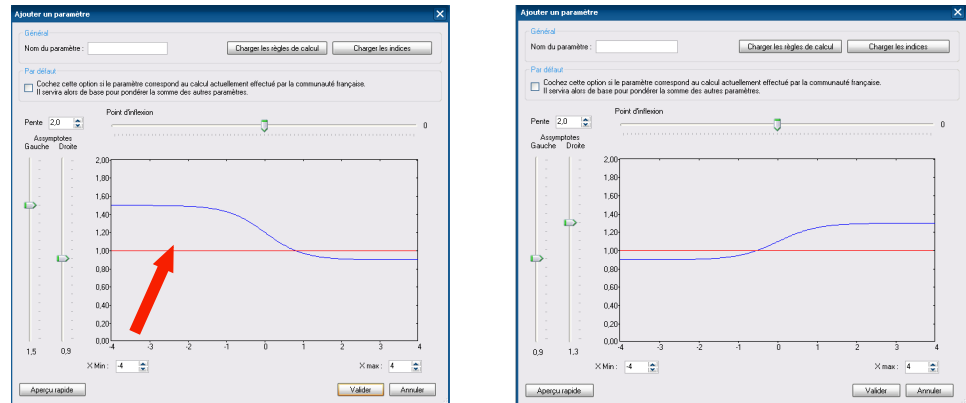 Ajouter un paramètre
Général
Nom du paramètre :
Charger les règles de calcul
Charger les indices
Par défaut
Cochez cette option si le paramètre correspond au calcul actuellement effectué par la communauté française.
Il servira alors de base pour pondérer la somme des autres paramètres.
Pente 2,0
Point d'inflexion
0
Assymptotes
Gauche Droite
2,00
1,80
1,60
1,40
1,20
1,00
0,80
0,60
0,40
0,20
0,00
-4 -3 -2 -1 0 1 2 3 4
1,5 0,9
X Min : -4
X max : 4
Aperçu rapide
Valider
Annuler
Ajouter un paramètre
Général
Nom du paramètre :
Charger les règles de calcul
Charger les indices
Par défaut
Cochez cette option si le paramètre correspond au calcul actuellement effectué par la communauté française.
Il servira alors de base pour pondérer la somme des autres paramètres.
Pente 2,0
Point d'inflexion
0
Assymptotes
Gauche Droite
2,00
1,80
1,60
1,40
1,20
1,00
0,80
0,60
0,40
0,20
0,00
-4 -3 -2 -1 0 1 2 3 4
0,9 1,3
X Min : -4
X max : 4
Aperçu rapide
Valider
Annuler